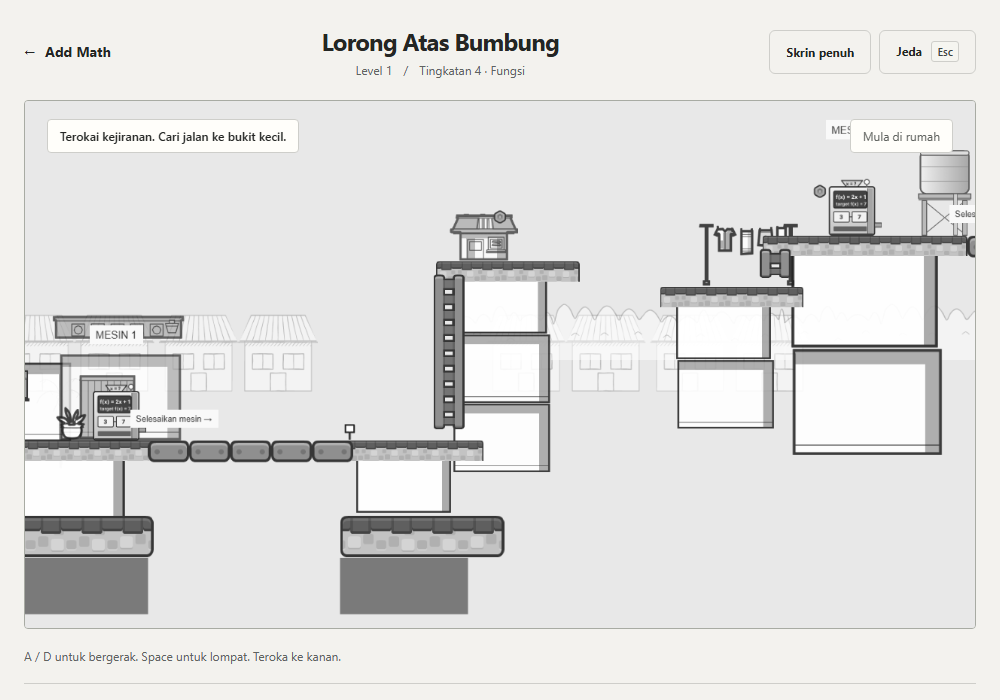 ← Add Math
Lorong Atas Bumbung
Level 1 / Tingkatan 4 · Fungsi
Skrin penuh
Jeda Esc
Terokai kejiranan. Cari jalan ke bukit kecil.
Mula di rumah
f(x) = 2x + 1
target f(x) = 7
3 7
MESIN 1
f(x) = 2x + 1
3 7
Selesaikan mesin →
A / D untuk bergerak. Space untuk lompat. Teroka ke kanan.